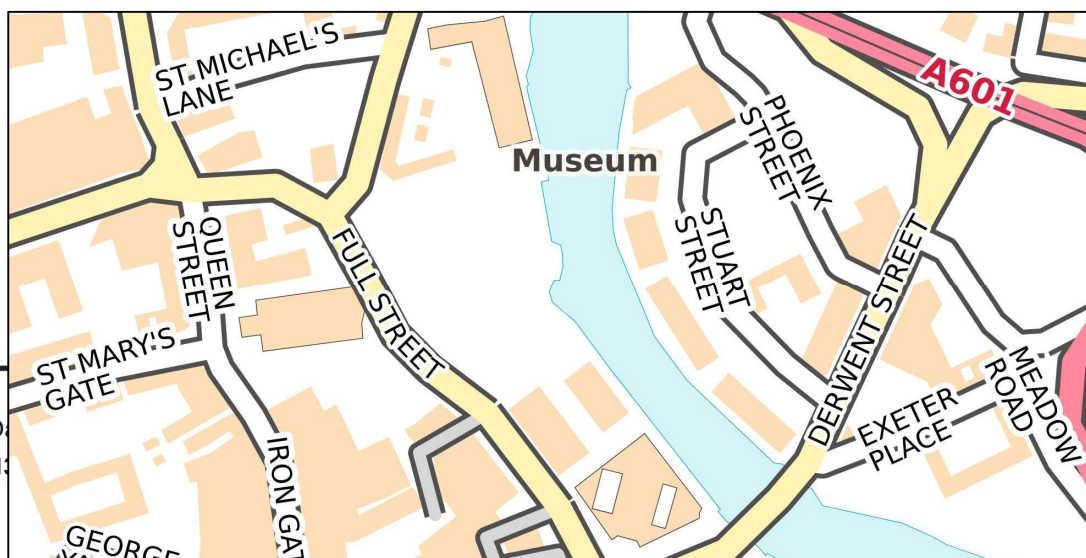 ST MICHAEL'S
LANE
A601
PHOENIX
STREET
Museum
QUEEN
STREET
STUART
STREET
FULL STREET
DERWENT STREET
ST MARY'S
GATE
MEADOW
ROAD
EXETER
PLACE
IRON GAT
GEORGE